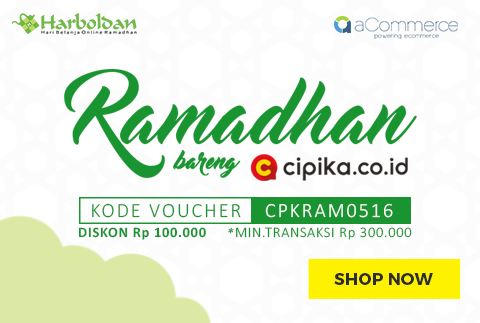 Harboldan
Hari Belanja Online Ramadhan
aCommerce
powering ecommerce
Ramadhan
bareng cipika.co.id
KODE VOUCHER CPKRAM0516
DISKON Rp 100.000 *MIN.TRANSAKSI Rp 300.000
SHOP NOW